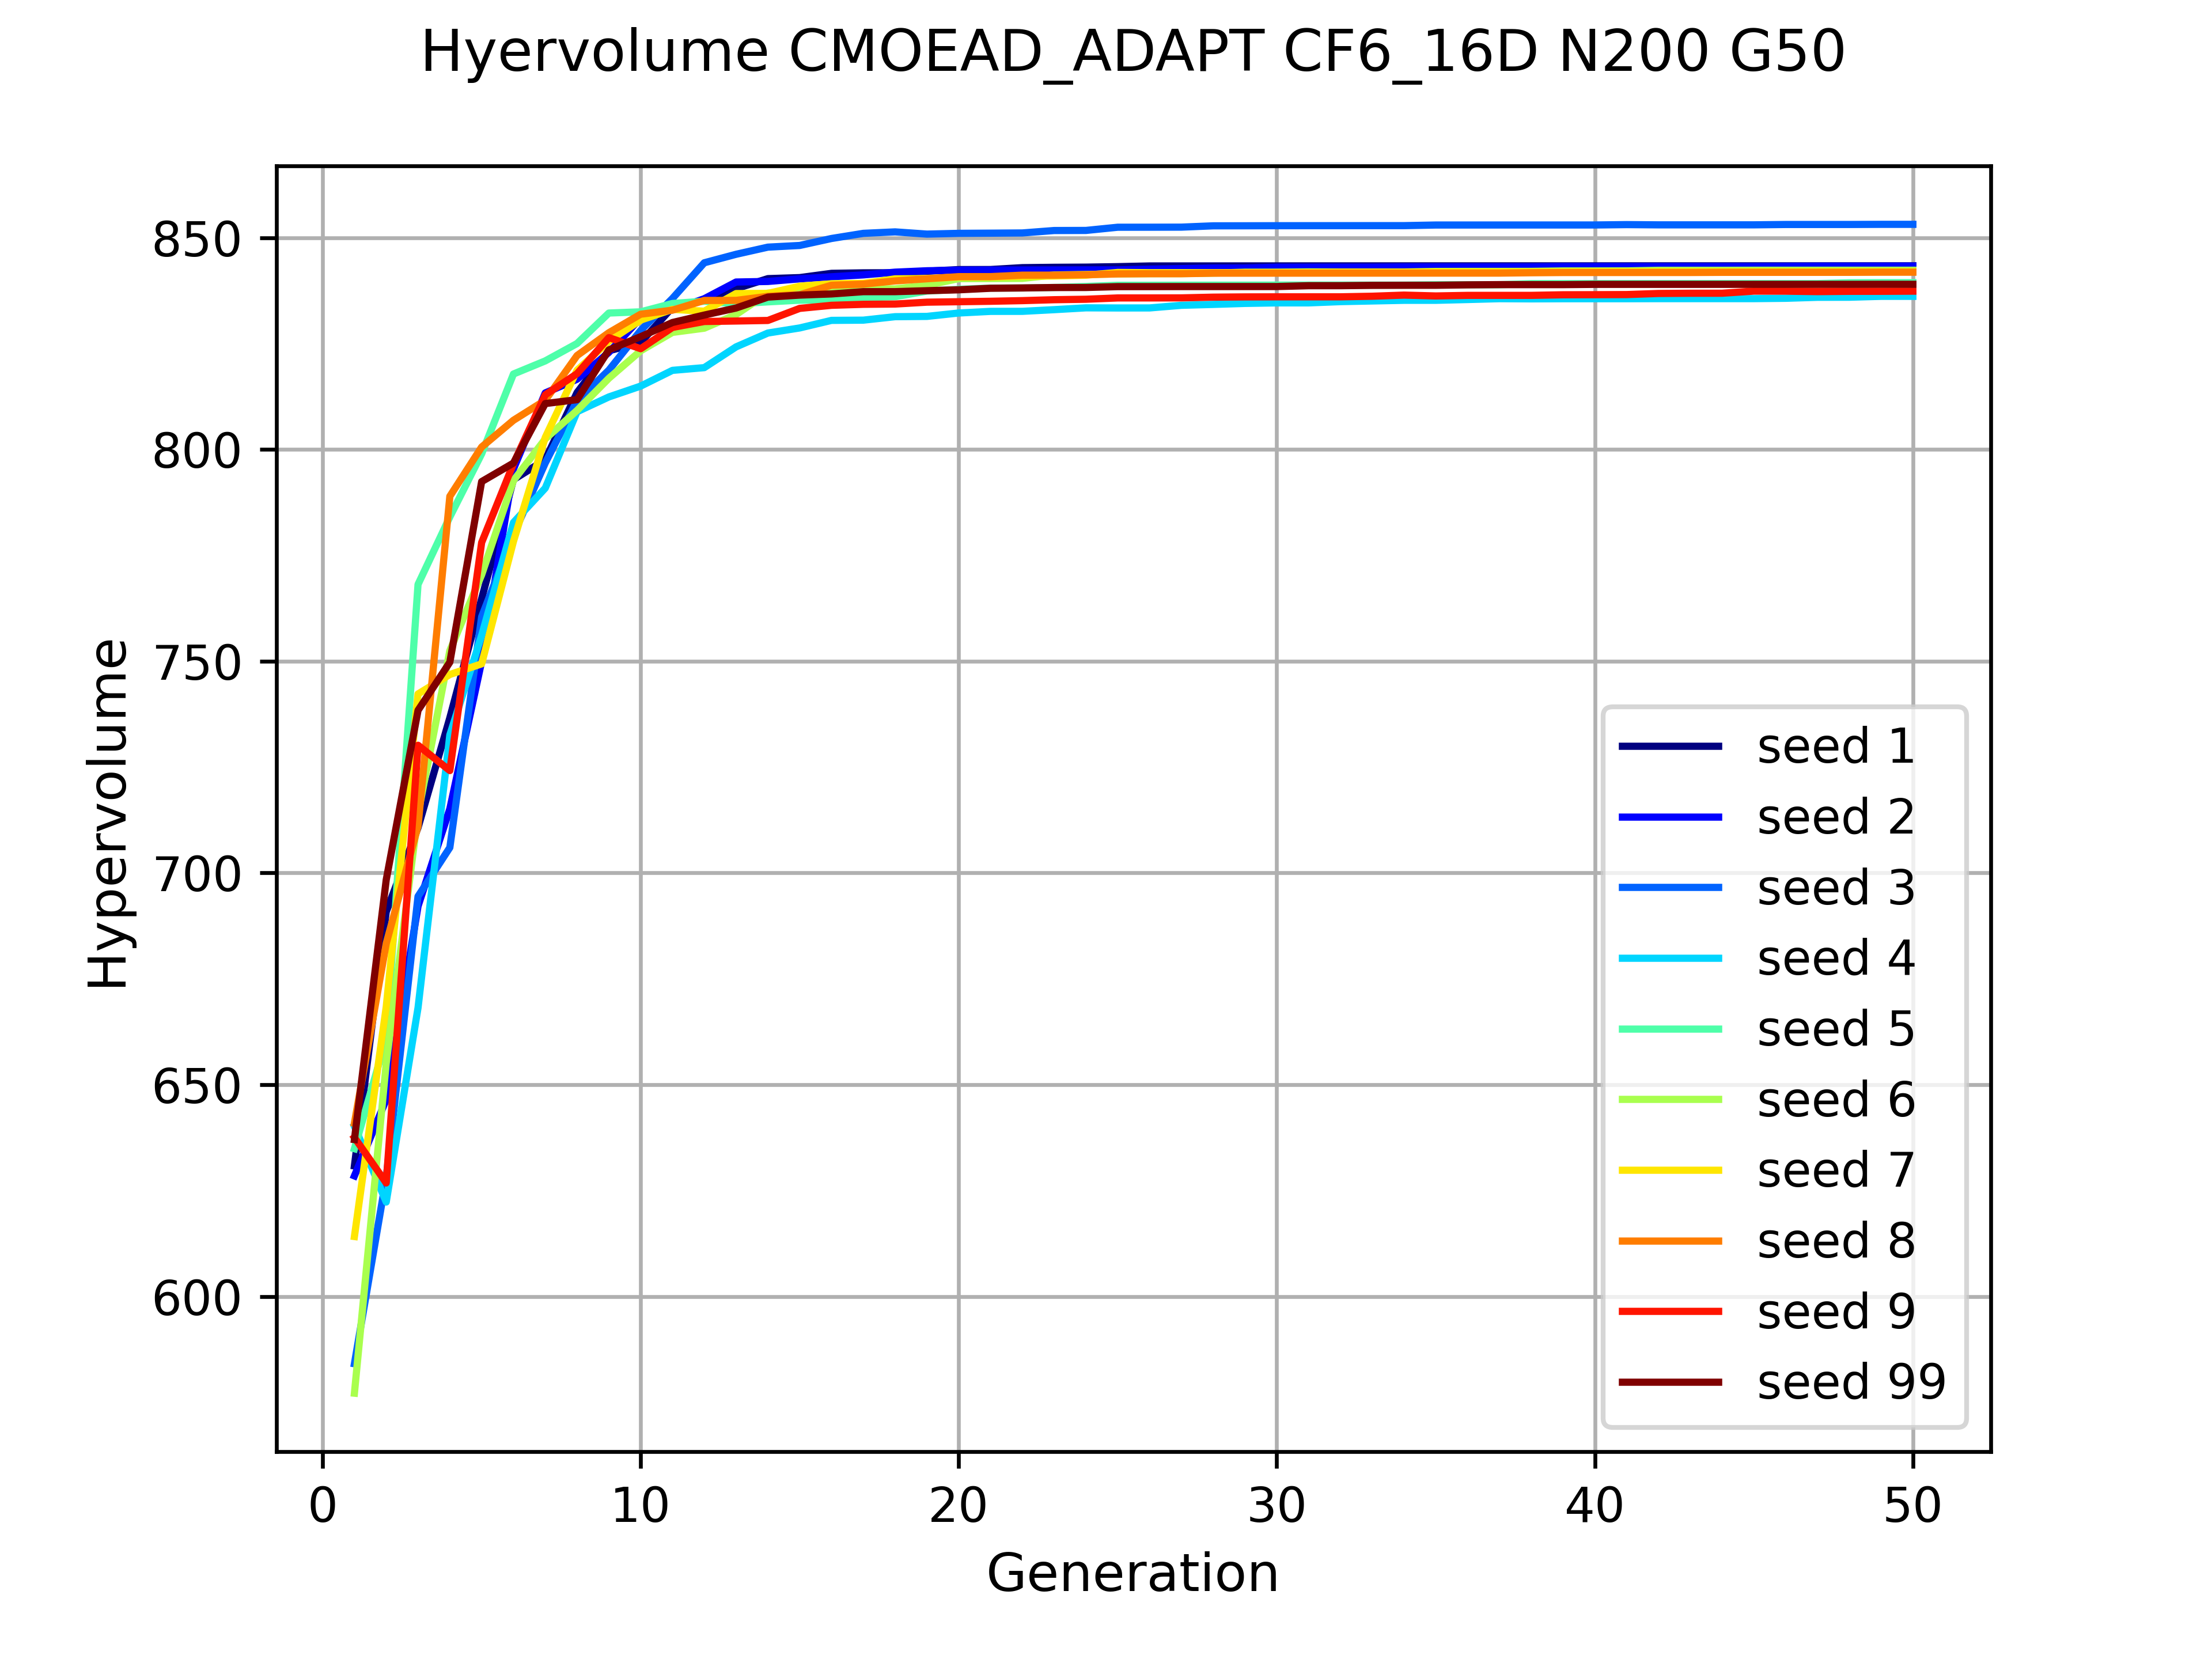 Hyervolume CMOEAD_ADAPT CF6_16D N200 G50
850
800
750
700
650
600
Hypervolume
seed 1
seed 2
seed 3
seed 4
seed 5
seed 6
seed 7
seed 8
seed 9
seed 99
0 10 20 30 40 50
Generation